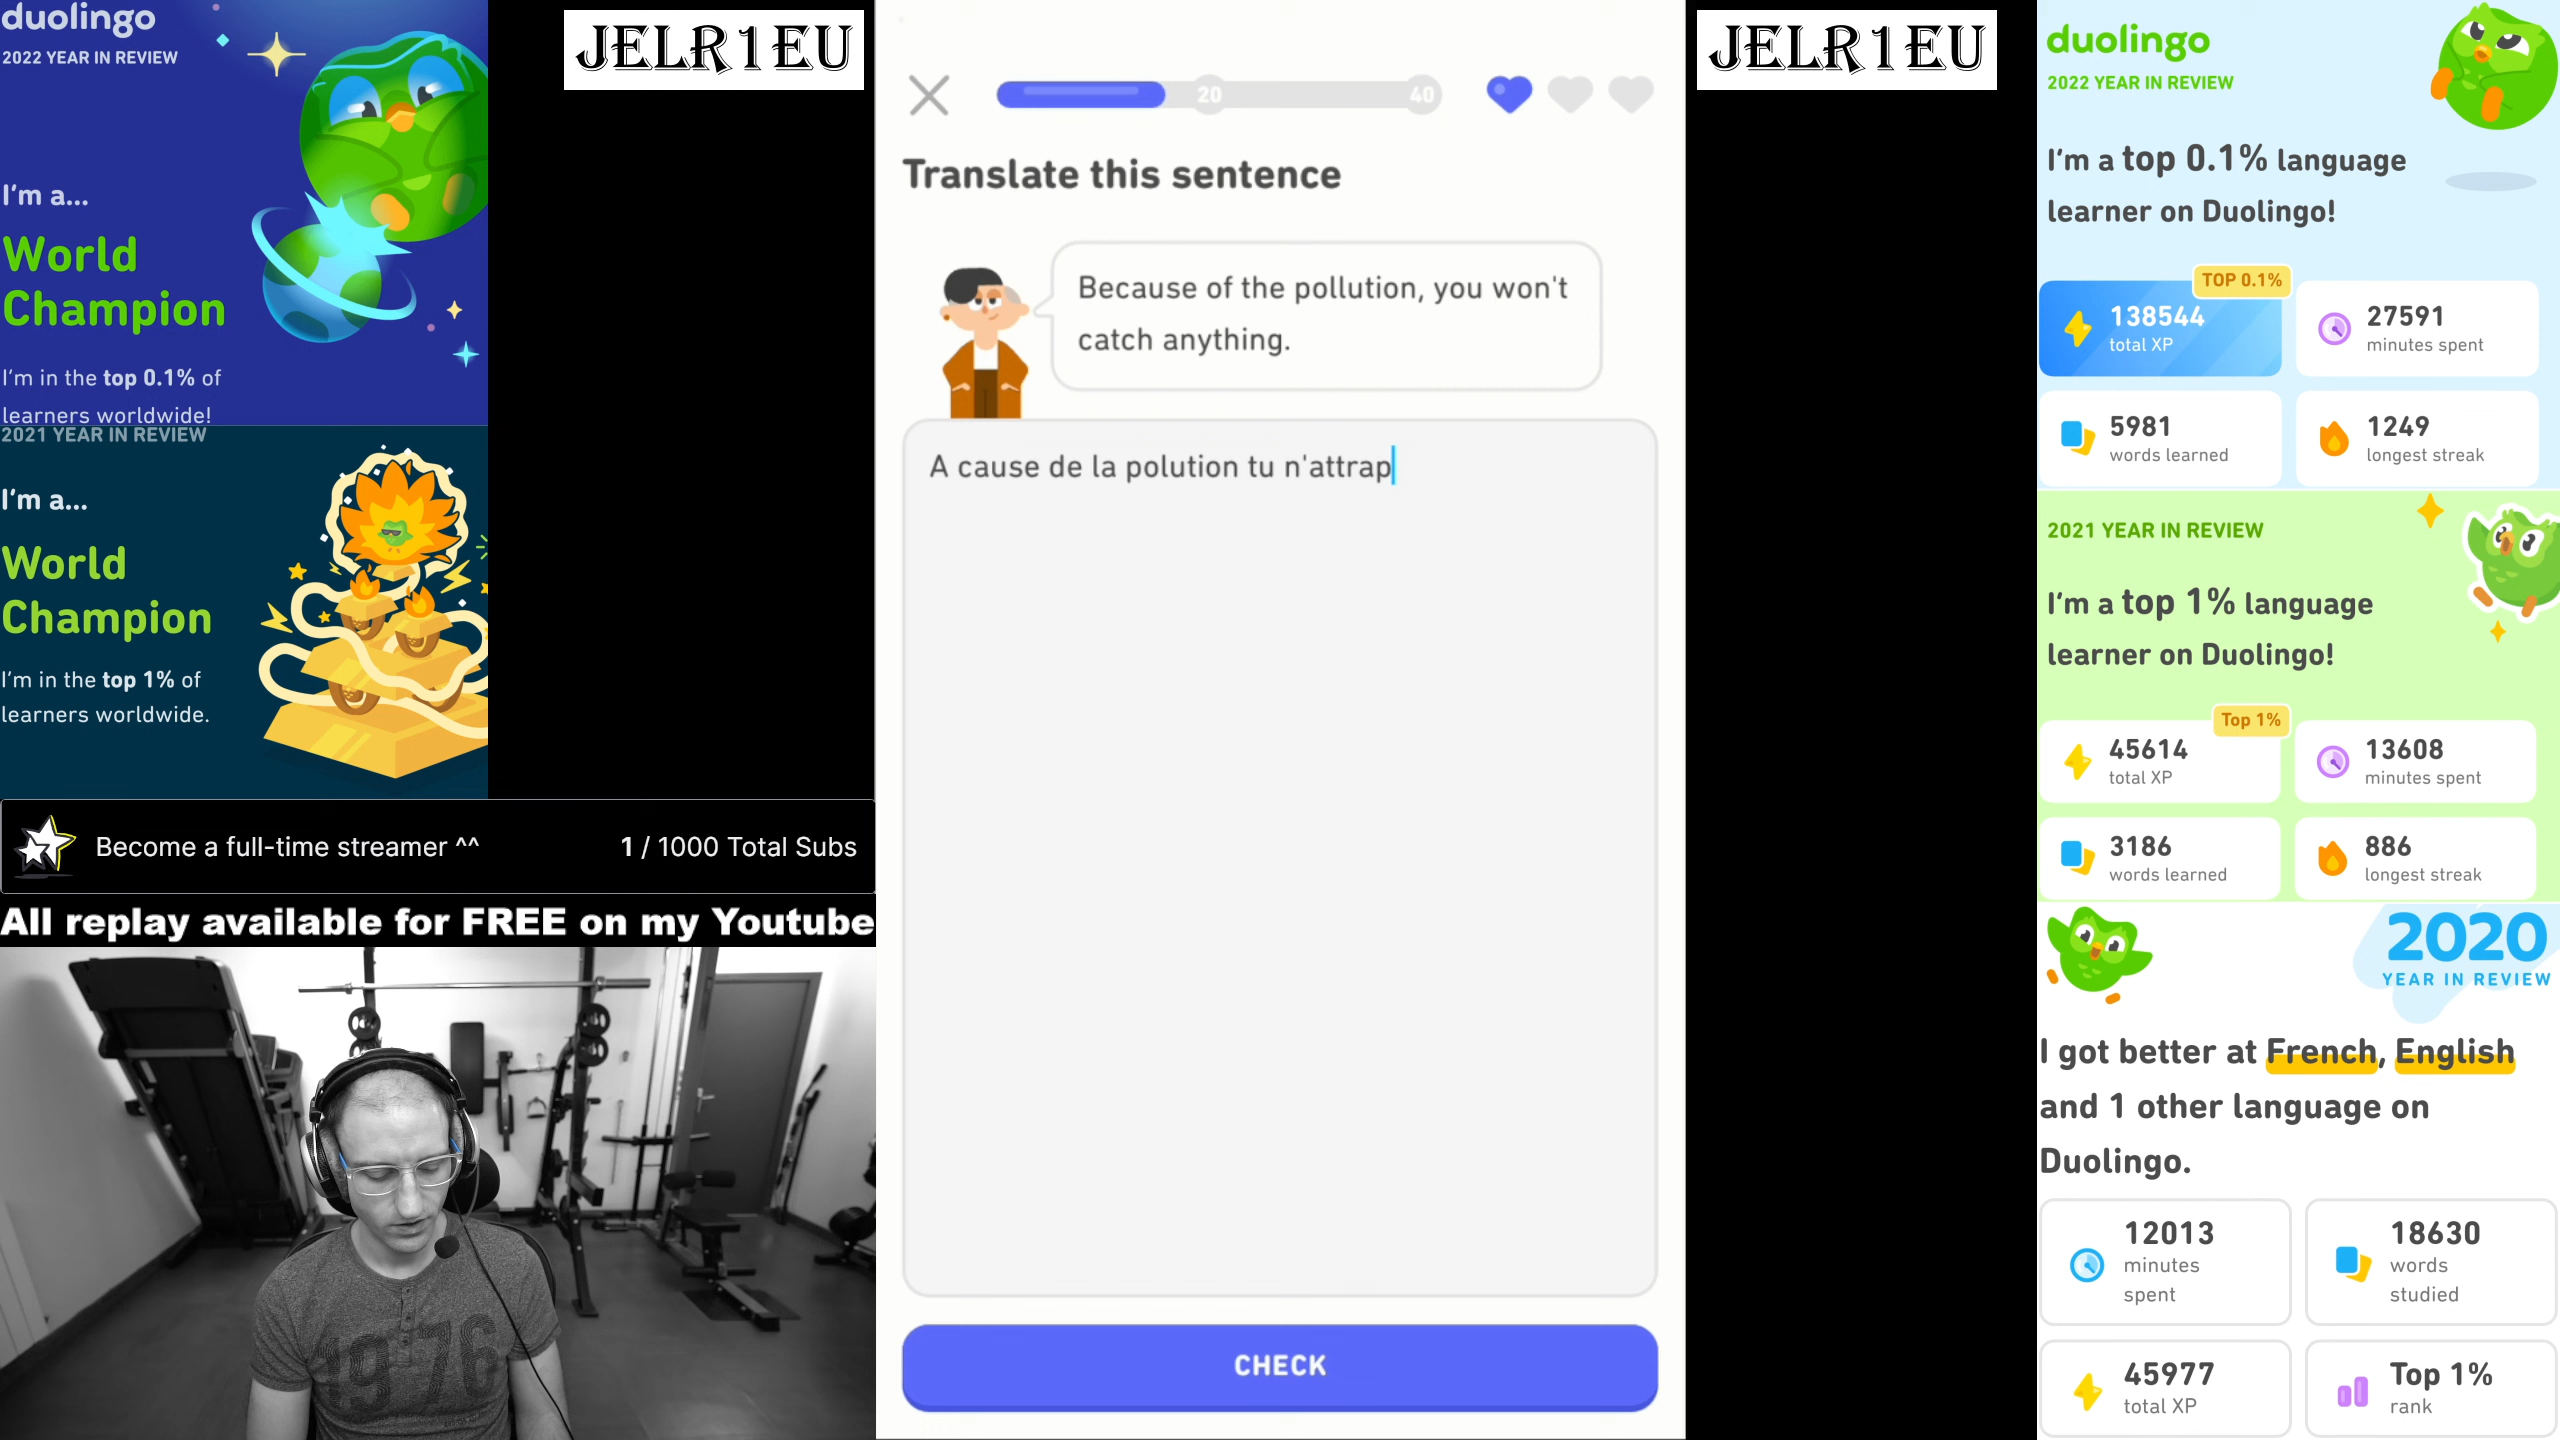 duolingo
2022 YEAR IN REVIEW
I'm a...
World
Champion
I'm in the top 0.1% of
learners worldwide!
2021 YEAR IN REVIEW
I'm a...
World
Champion
I'm in the top 1% of
learners worldwide.
Become a full-time streamer ^^
1 / 1000 Total Subs
All replay available for FREE on my Youtube
1976
JELR1EU
20
40
Translate this sentence
Because of the pollution, you won't
catch anything.
A cause de la polution tu n'attrap
CHECK
JELR1EU
duolingo
2022 YEAR IN REVIEW
I'm a top 0.1% language
learner on Duolingo!
TOP 0.1%
138544
total XP
27591
minutes spent
5981
words learned
1249
longest streak
2021 YEAR IN REVIEW
I'm a top 1% language
learner on Duolingo!
Top 1%
45614
total XP
13608
minutes spent
3186
words learned
886
longest streak
2020
YEAR IN REVIEW
I got better at French, English
and 1 other language on
Duolingo.
12013
minutes
spent
18630
words
studied
45977
total XP
Top 1%
rank